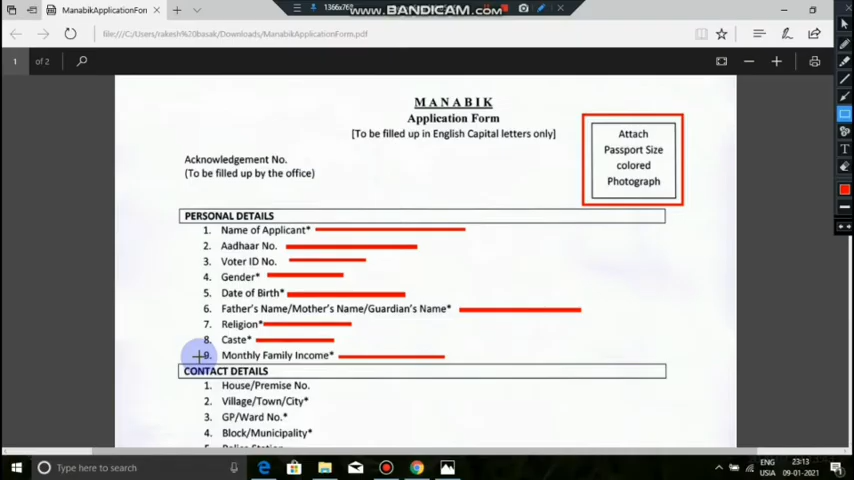 ManabikApplicationForm
1366x768
www.BANDICAM.com
file:///C:/Users/rakesh%20basak/Downloads/ManabikApplicationForm.pdf
1 of 2
MANABIK
Application Form
[To be filled up in English Capital letters only]
Attach
Passport Size
colored
Photograph
Acknowledgement No.
(To be filled up by the office)
PERSONAL DETAILS
1. Name of Applicant*
2. Aadhaar No.
3. Voter ID No.
4. Gender*
5. Date of Birth*
6. Father's Name/Mother's Name/Guardian's Name*
7. Religion*
8. Caste*
9. Monthly Family Income*
CONTACT DETAILS
1. House/Premise No.
2. Village/Town/City*
3. GP/Ward No.*
4. Block/Municipality*
5. Police Station
Type here to search
ENG
USIA
23:13
09-01-2021